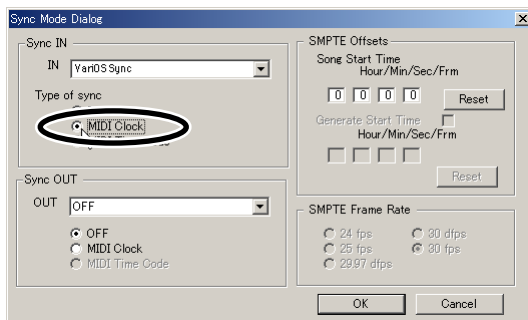 Sync Mode Dialog
Sync IN
IN VariOS Sync
Type of sync
MIDI Clock
Sync OUT
OUT OFF
OFF
MIDI Clock
MIDI Time Code
SMPTE Offsets
Song Start Time
Hour/Min/Sec/Frm
0 0 0 0 Reset
Generate Start Time
Hour/Min/Sec/Frm
Reset
SMPTE Frame Rate
24 fps 30 dfps
25 fps 30 fps
29.97 dfps
OK Cancel